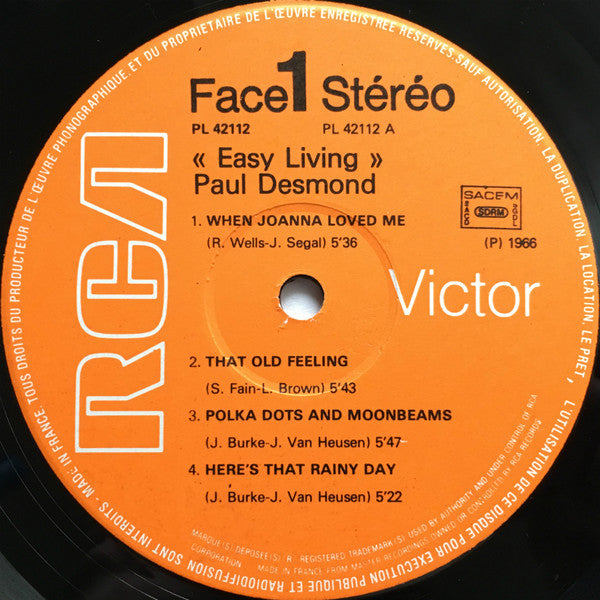 Face 1 Stéréo
PL 42112 PL 42112 A
« Easy Living »
Paul Desmond
1. WHEN JOANNA LOVED ME
(R. Wells-J. Segal) 5'36
SACEM
SDRM
(P) 1966
RCA
Victor
2. THAT OLD FEELING
(S. Fain-L. Brown) 5'43
3. POLKA DOTS AND MOONBEAMS
(J. Burke-J. Van Heusen) 5'47
4. HERE'S THAT RAINY DAY
(J. Burke-J. Van Heusen) 5'22
MADE IN FRANCE TOUS DROITS DU PRODUCTEUR DE L'ŒUVRE PHONOGRAPHIQUE ET DU PROPRIETAIRE DE L'ŒUVRE ENREGISTREE RESERVES. SAUF AUTORISATION, LA DUPLICATION, LA LOCATION, LE PRET, L'UTILISATION DE CE DISQUE POUR EXECUTION PUBLIQUE ET RADIODIFFUSION SONT INTERDITS -
MARQUE(S) DEPOSEE(S) R REGISTERED TRADEMARK(S) USED BY AUTHORITY AND UNDER CONTROL OF RCA
CORPORATION MADE IN FRANCE FROM MASTER RECORDINGS OWNED OR CONTROLLED BY RCA RECORDS